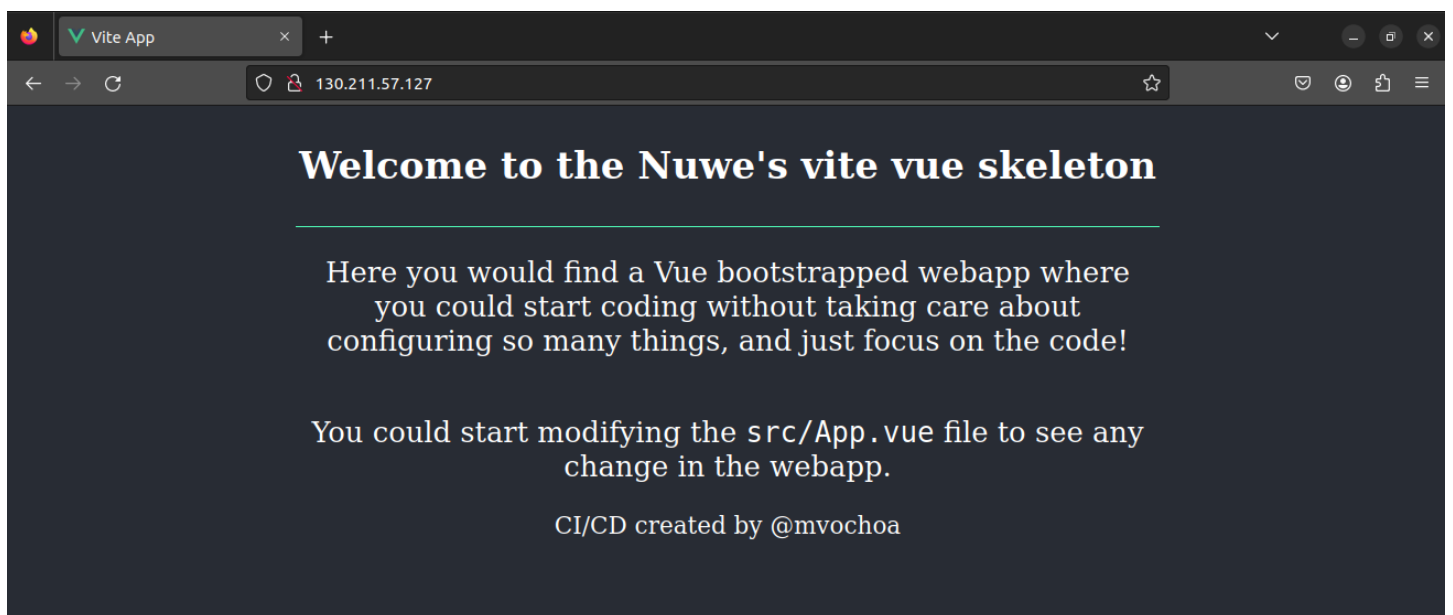 Vite App
130.211.57.127
Welcome to the Nuwe's vite vue skeleton
Here you would find a Vue bootstrapped webapp where
you could start coding without taking care about
configuring so many things, and just focus on the code!
You could start modifying the src/App.vue file to see any
change in the webapp.
CI/CD created by @mvochoa